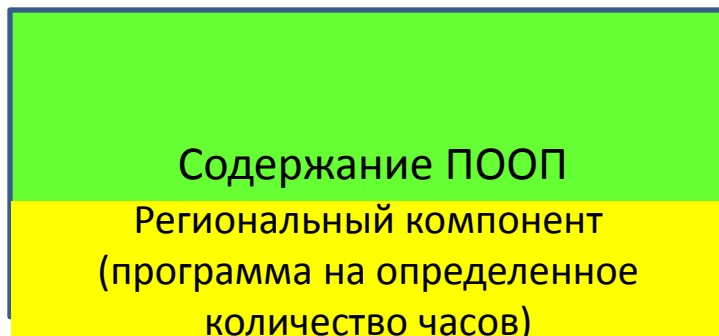 Содержание ПООП
Региональный компонент
(программа на определенное
количество часов)